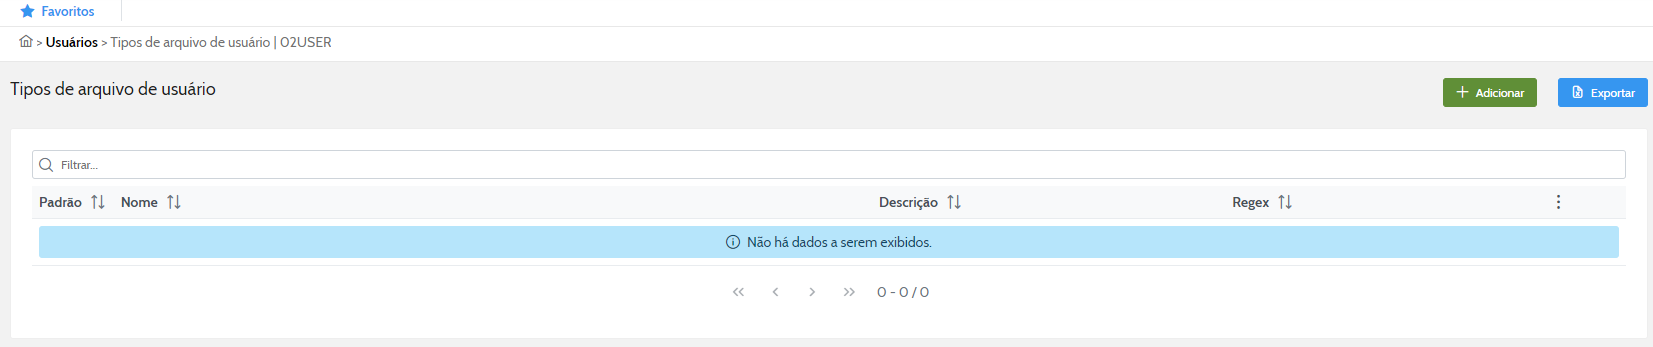 Favoritos
> Usuários > Tipos de arquivo de usuário | 02USER
Tipos de arquivo de usuário
Adicionar
Exportar
Filtrar...
Padrão Nome Descrição Regex
Não há dados a serem exibidos.
0 - 0 / 0